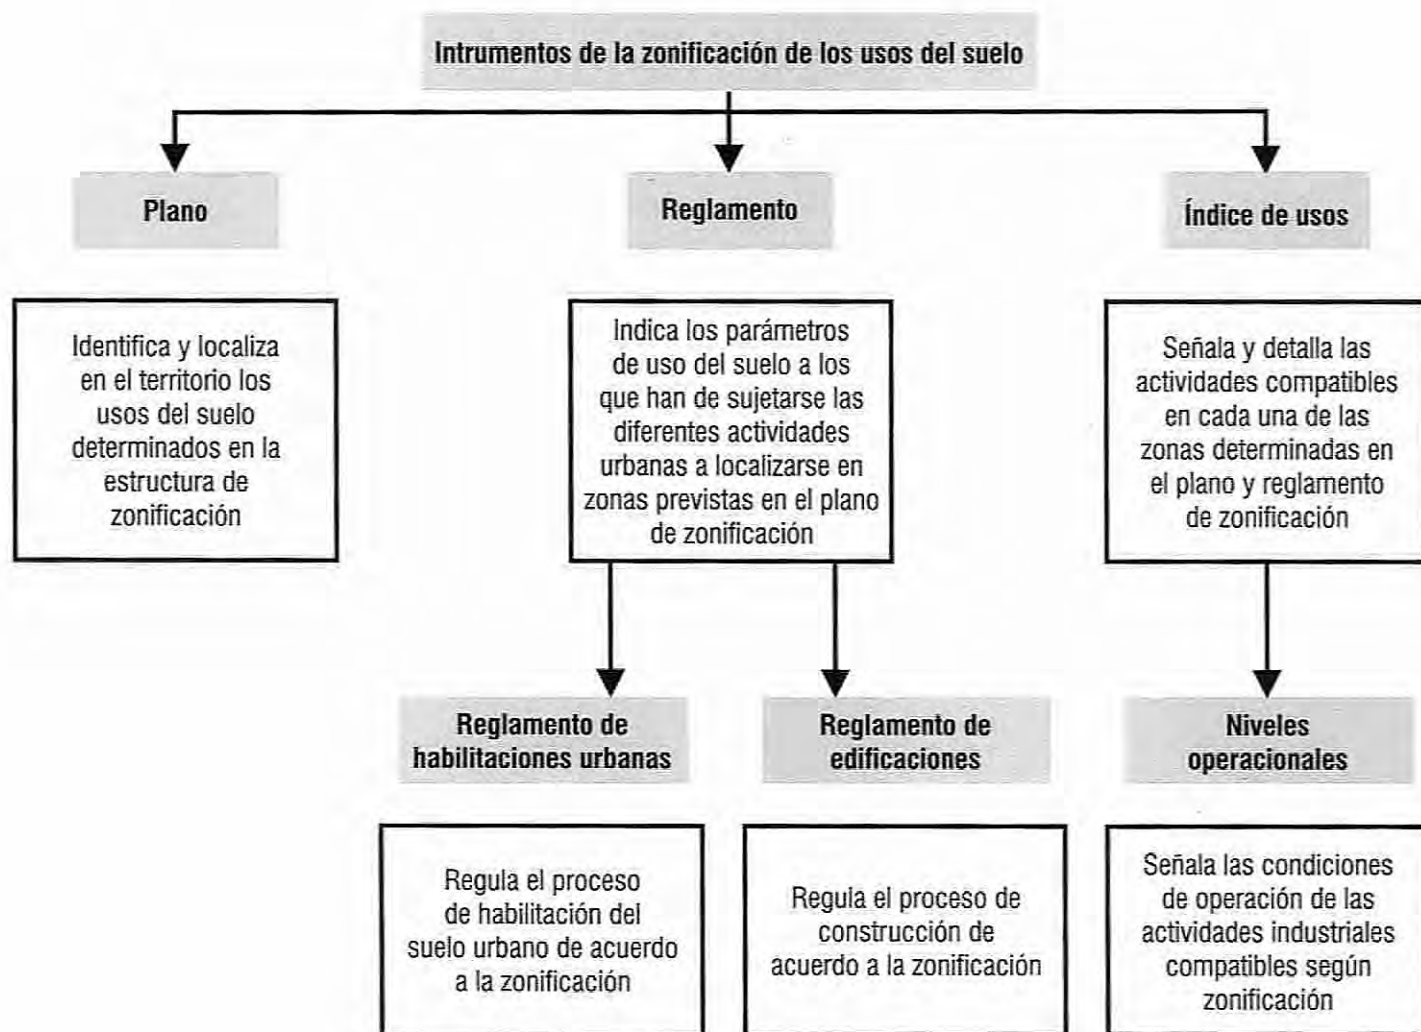 Intrumentos de la zonificación de los usos del suelo
Plano
Reglamento
Índice de usos
Identifica y localiza
en el territorio los
usos del suelo
determinados en la
estructura de
zonificación
Indica los parámetros
de uso del suelo a los
que han de sujetarse las
diferentes actividades
urbanas a localizarse en
zonas previstas en el plano
de zonificación
Señala y detalla las
actividades compatibles
en cada una de las
zonas determinadas en
el plano y reglamento
de zonificación
Reglamento de
habilitaciones urbanas
Reglamento de
edificaciones
Niveles
operacionales
Regula el proceso
de habilitación del
suelo urbano de acuerdo
a la zonificación
Regula el proceso de
construcción de
acuerdo a la zonificación
Señala las condiciones
de operación de las
actividades industriales
compatibles según
zonificación